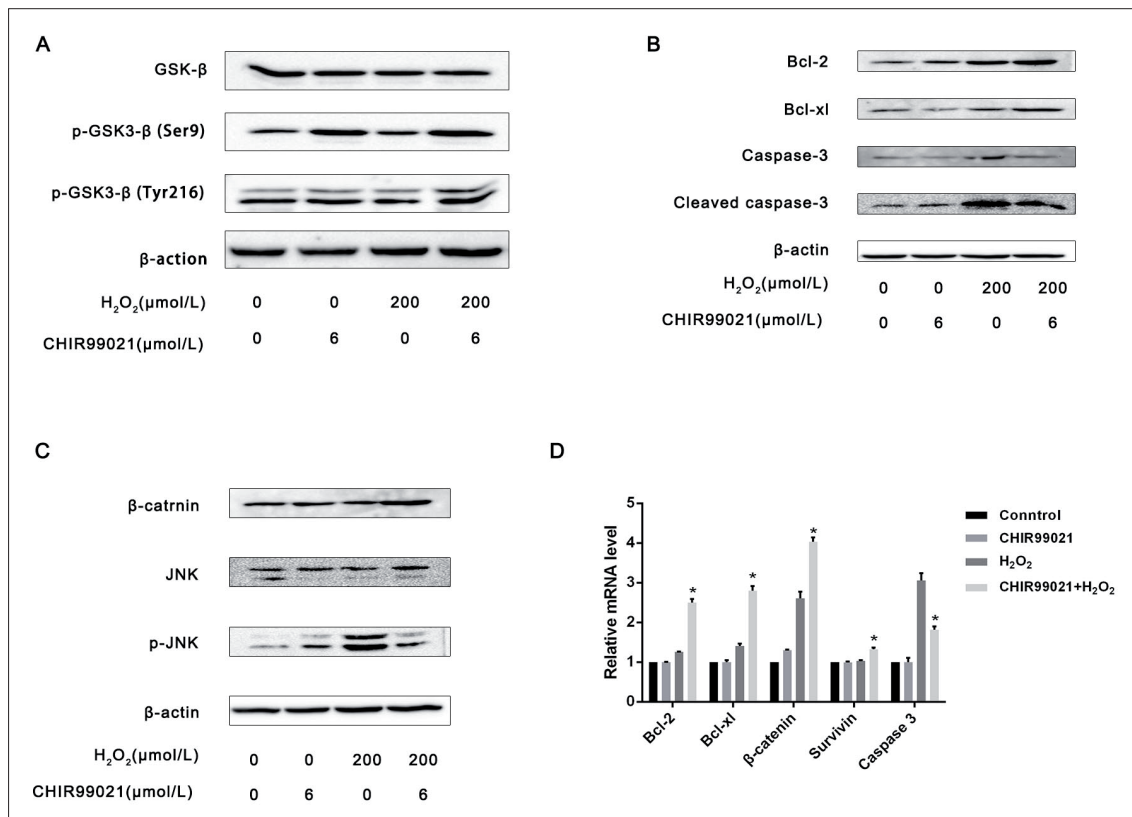 A
GSK-β
p-GSK3-β (Ser9)
p-GSK3-β (Tyr216)
β-action
H₂O₂(μmol/L) 0 0 200 200
CHIR99021(μmol/L) 0 6 0 6
B
Bcl-2
Bcl-xl
Caspase-3
Cleaved caspase-3
β-actin
H₂O₂(μmol/L) 0 0 200 200
CHIR99021(μmol/L) 0 6 0 6
C
β-catrnin
JNK
p-JNK
β-actin
H₂O₂(μmol/L) 0 0 200 200
CHIR99021(μmol/L) 0 6 0 6
D
Relative mRNA level
5
4
3
2
1
0
* * * * *
Bcl-2 Bcl-xl β-catenin Survivin Caspase 3
Conntrol
CHIR99021
H₂O₂
CHIR99021+H₂O₂